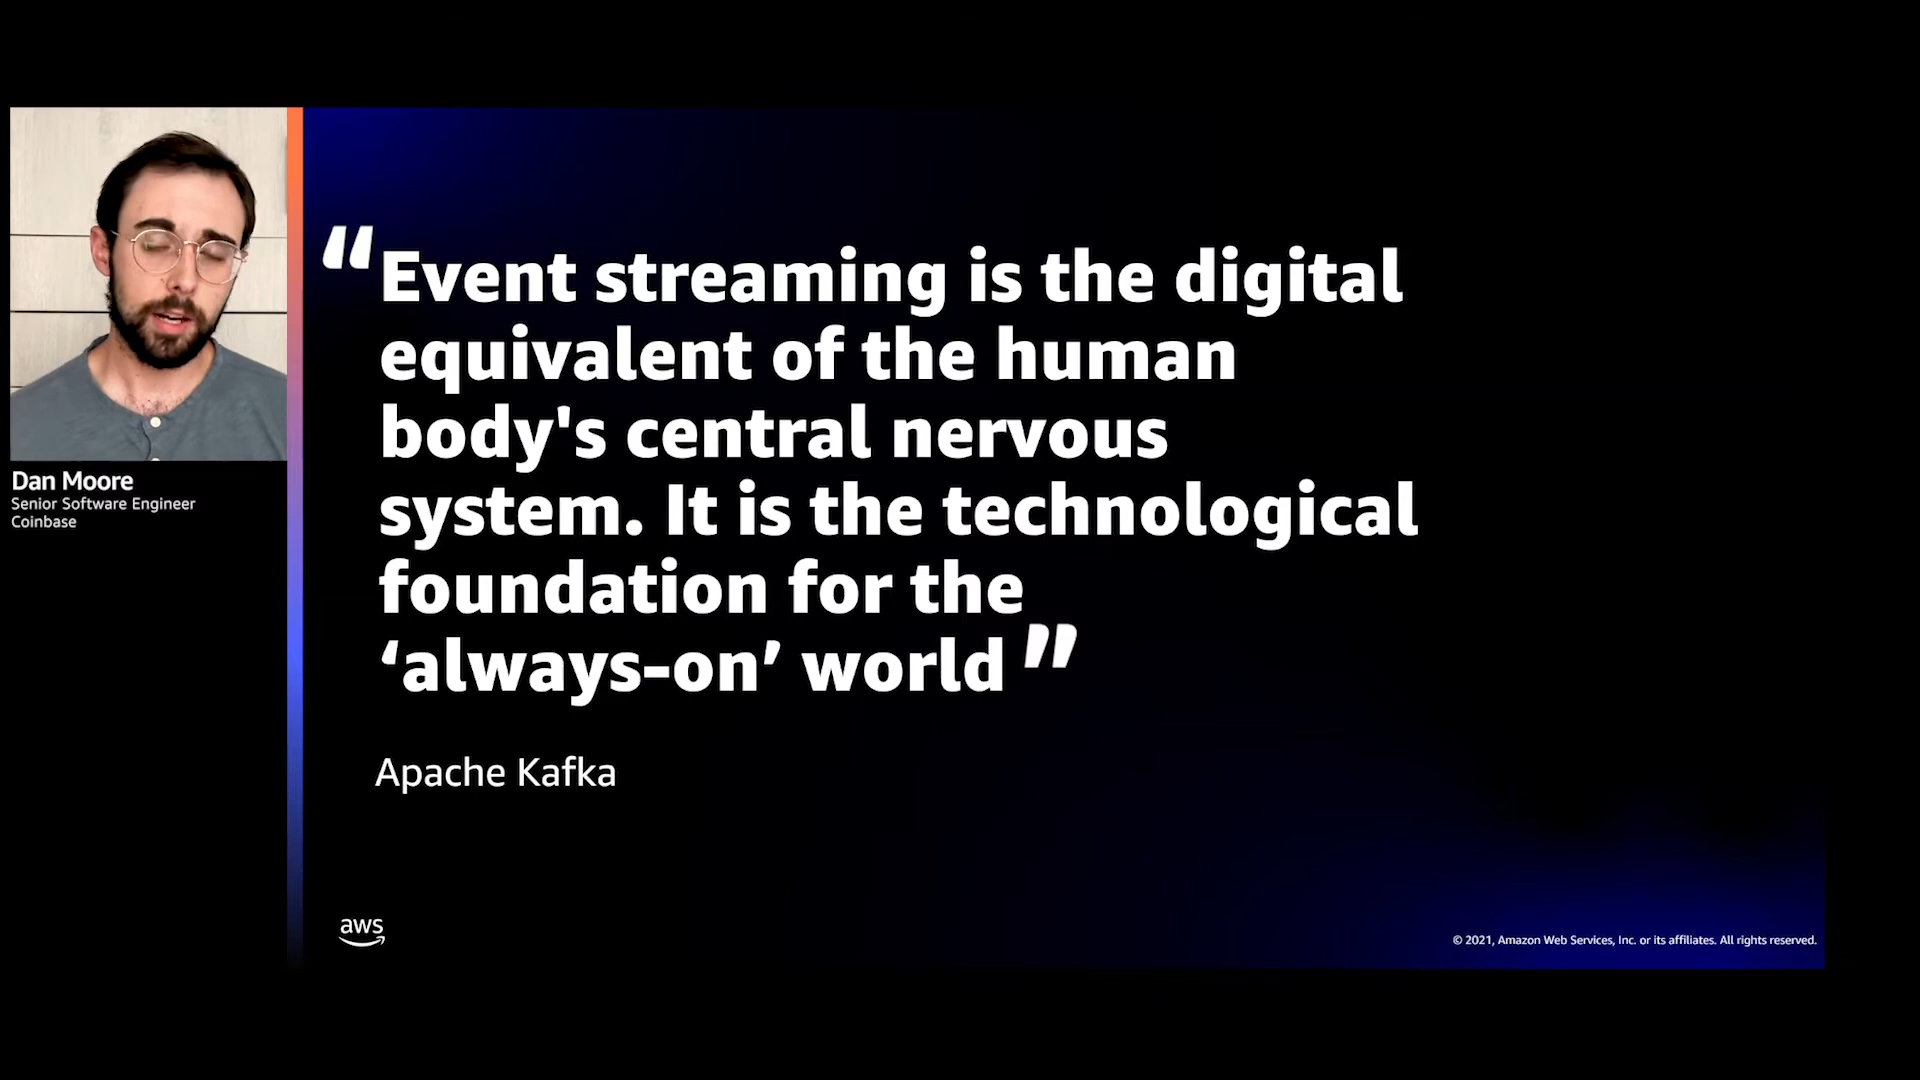 Dan Moore
Senior Software Engineer
Coinbase
“Event streaming is the digital
equivalent of the human
body's central nervous
system. It is the technological
foundation for the
‘always-on’ world”
Apache Kafka
aws
© 2021, Amazon Web Services, Inc. or its affiliates. All rights reserved.